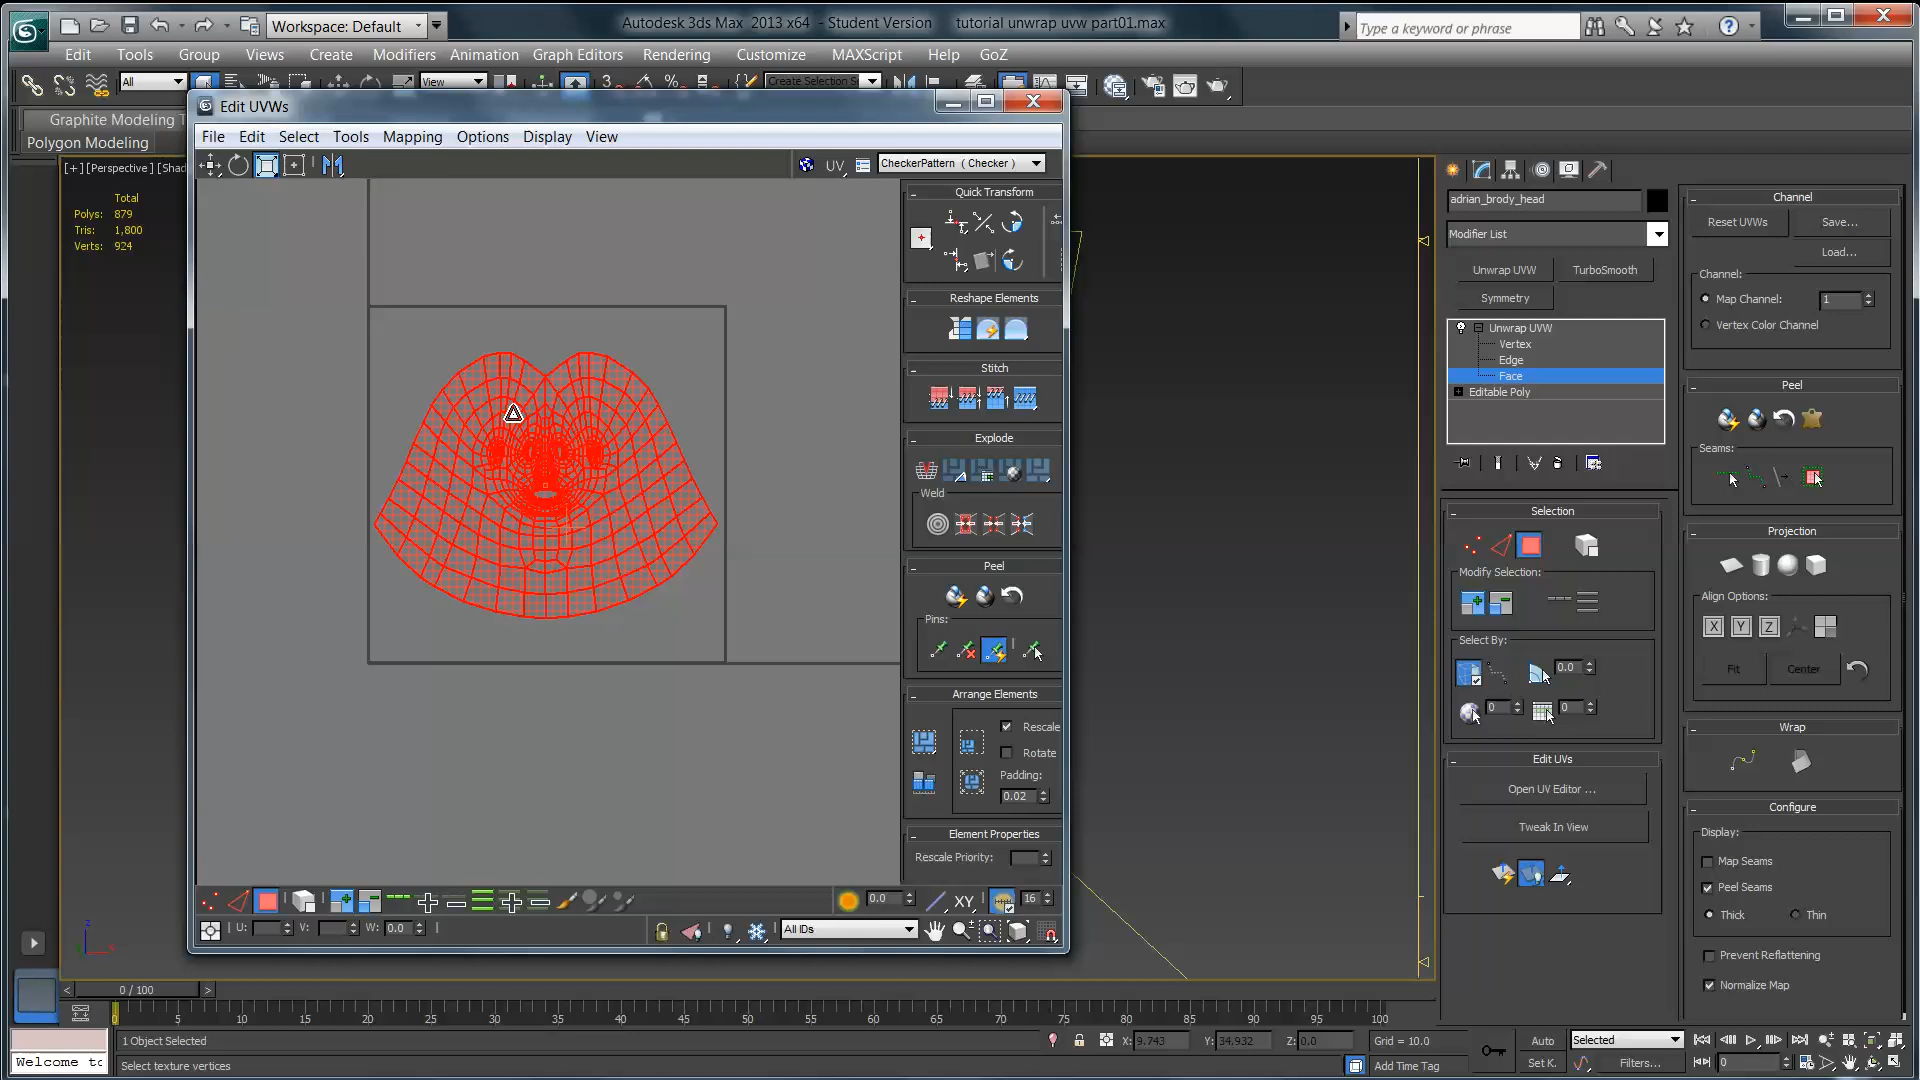 Workspace: Default
Autodesk 3ds Max 2013 x64 - Student Version tutorial unwrap uvw part01.max
Type a keyword or phrase
Edit Tools Group Views Create Modifiers Animation Graph Editors Rendering Customize MAXScript Help GoZ
All View Create Selection S
Graphite Modeling T
Polygon Modeling
[+] [Perspective] [Shad
Total
Polys: 879
Tris: 1,800
Verts: 924
Edit UVWs
File Edit Select Tools Mapping Options Display View
UV CheckerPattern ( Checker )
Quick Transform
Reshape Elements
Stitch
Explode
Weld
Peel
Pins:
Arrange Elements
Rescale
Rotate
Padding:
0.02
Element Properties
Rescale Priority:
0.0 XY 16
U: V: W: 0.0 All IDs
adrian_brody_head
Modifier List
Unwrap UVW TurboSmooth
Symmetry
Unwrap UVW
Vertex
Edge
Face
Editable Poly
Selection
Modify Selection:
Select By:
0.0
0 0
Edit UVs
Open UV Editor ...
Tweak In View
Channel
Reset UVWs Save...
Load...
Channel:
Map Channel: 1
Vertex Color Channel
Peel
Seams:
Projection
Align Options:
X Y Z
Fit Center
Wrap
Configure
Display:
Map Seams
Peel Seams
Thick Thin
Prevent Reflattening
Normalize Map
< 0 / 100 >
0 5 10 15 20 25 30 35 40 45 50 55 60 65 70 75 80 85 90 95 100
1 Object Selected X: 9.743 Y: 34.932 Z: 0.0 Grid = 10.0 Auto Selected
Welcome to Select texture vertices Add Time Tag Set K. Filters... 0